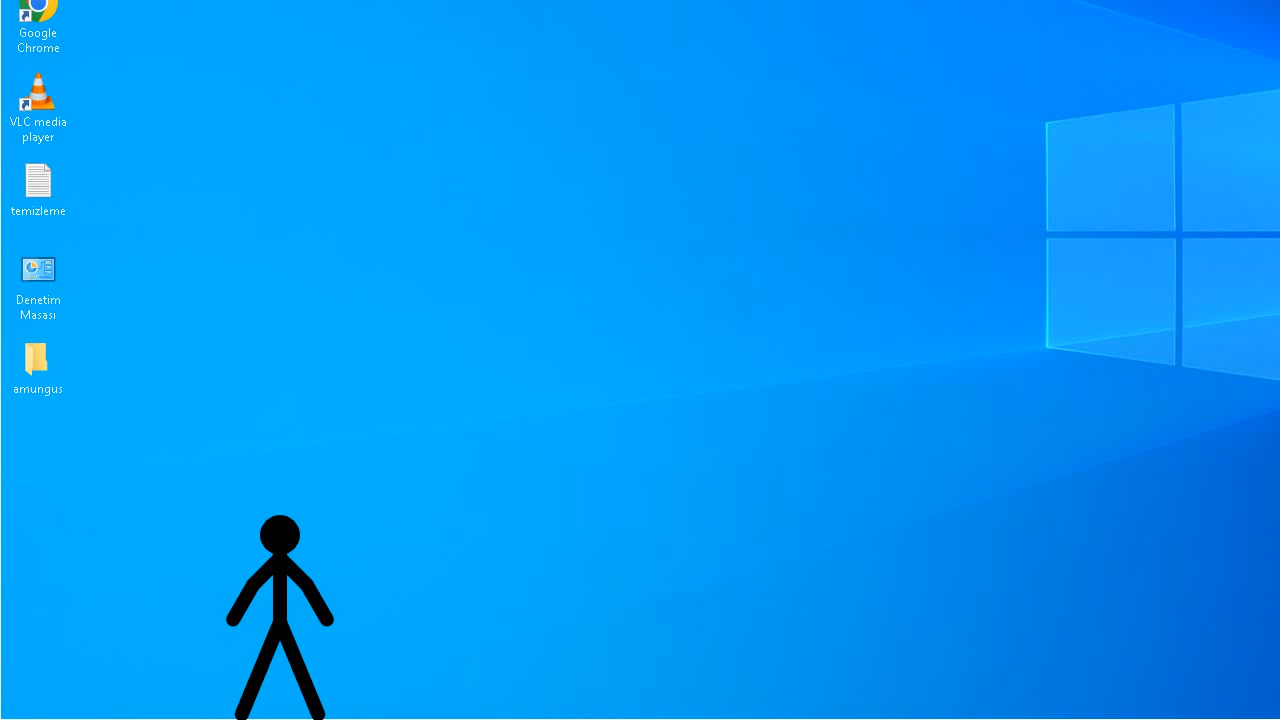 Google
Chrome
VLC media
player
temizleme
Denetim
Masası
amungus